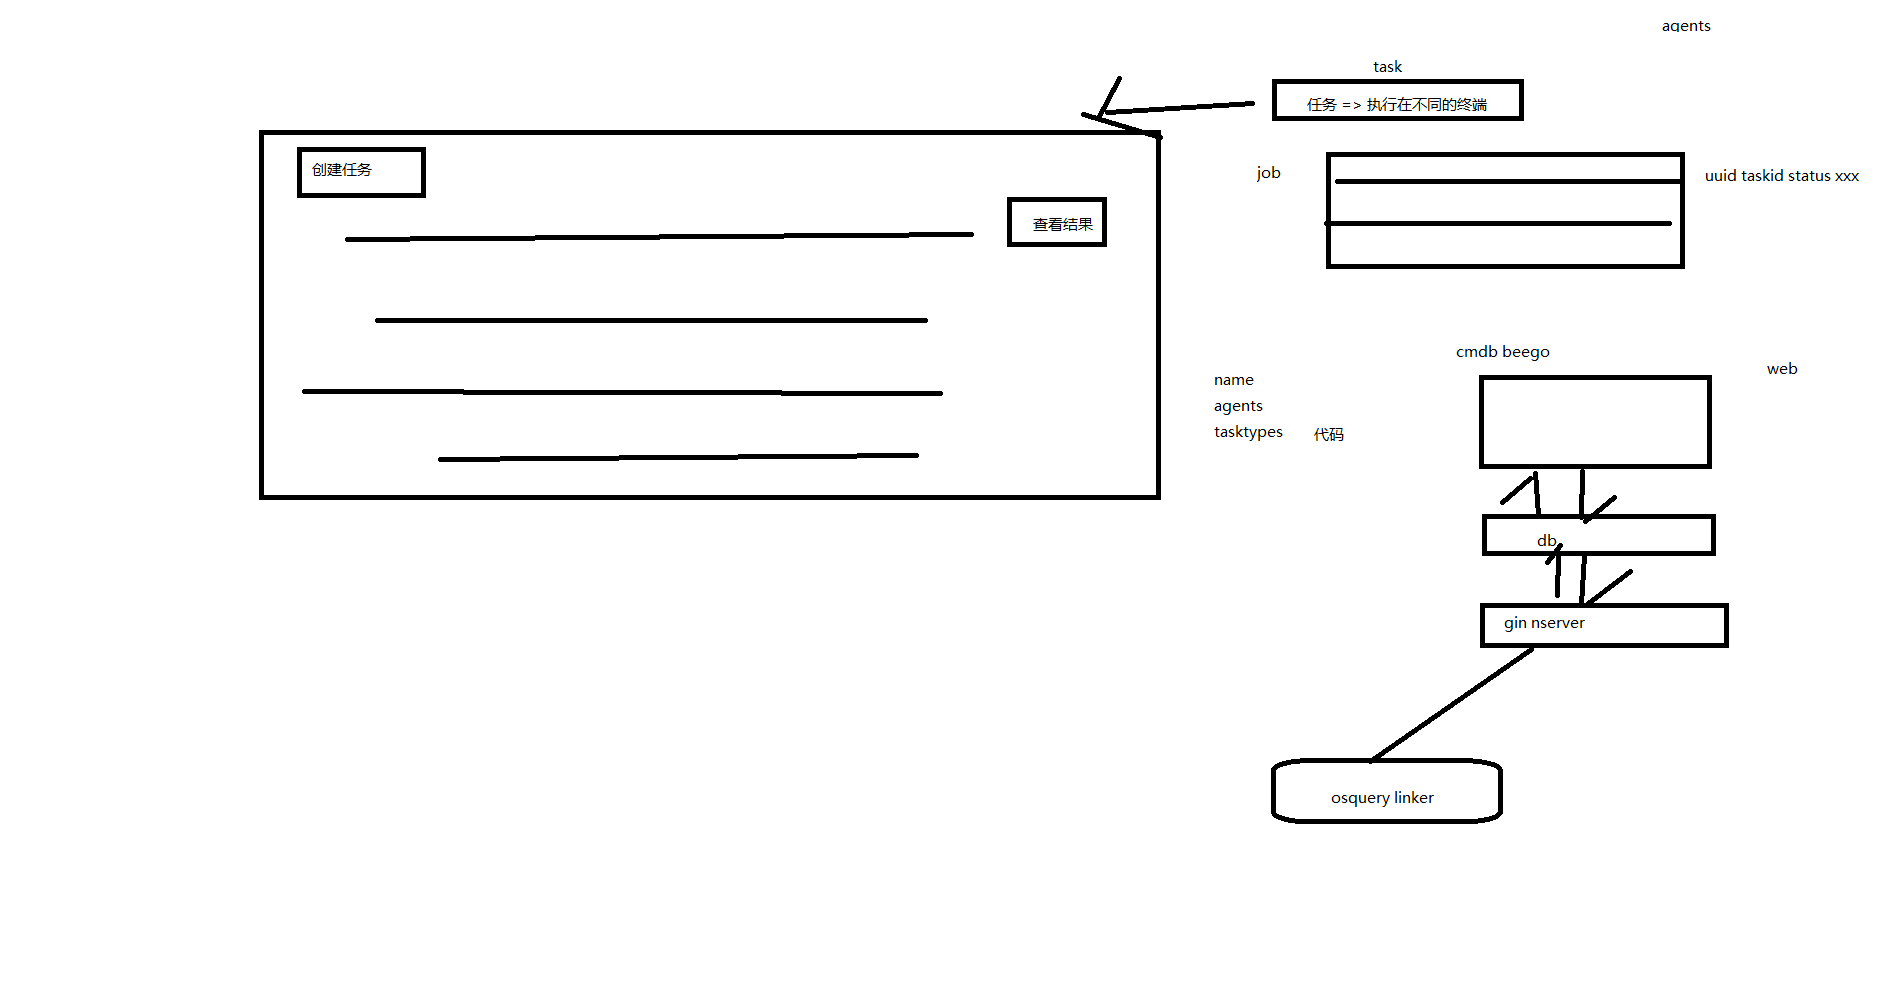 agents
task
任务 => 执行在不同的终端
创建任务
job
uuid taskid status xxx
查看结果
cmdb beego
web
name
agents
tasktypes 代码
db
gin nserver
osquery linker